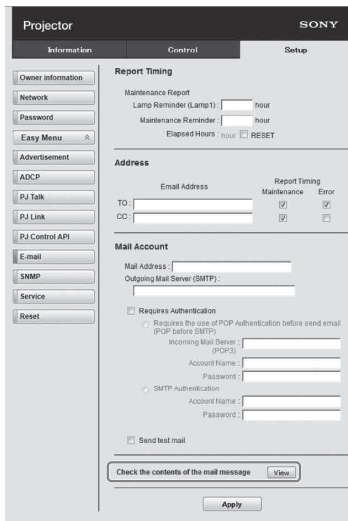 Projector
SONY
Information
Control
Setup
Owner information
Network
Password
Easy Menu
Advertisement
ADCP
PJ Talk
PJ Link
PJ Control API
E-mail
SNMP
Service
Reset
Report Timing
Maintenance Report
Lamp Reminder (Lamp1) : hour
Maintenance Reminder : hour
Elapsed Hours : hour RESET
Address
Email Address
Report Timing
Maintenance Error
TO :
CC :
Mail Account
Mail Address :
Outgoing Mail Server (SMTP) :
Requires Authentication
Requires the use of POP Authentication before send email
(POP before SMTP)
Incoming Mail Server :
(POP3)
Account Name :
Password :
SMTP Authentication
Account Name :
Password :
Send test mail
Check the contents of the mail message View
Apply